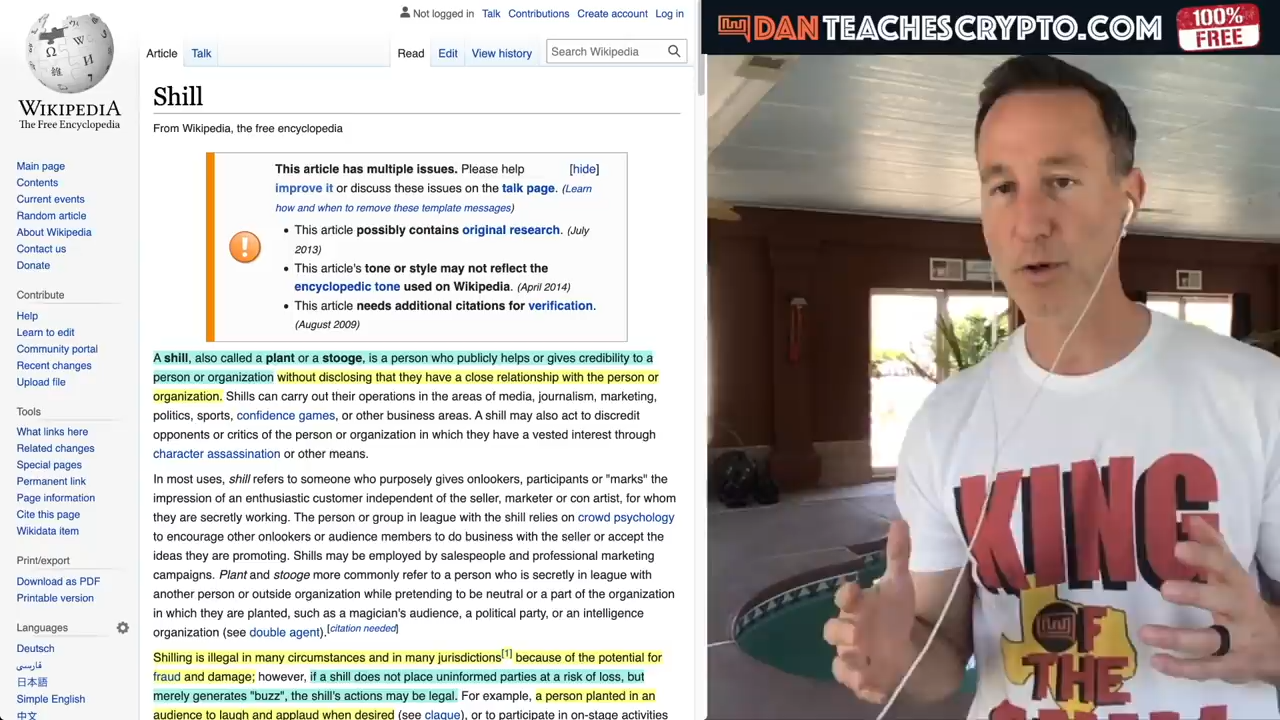 Not logged in Talk Contributions Create account Log in
Article Talk Read Edit View history Search Wikipedia
WIKIPEDIA
The Free Encyclopedia
Main page
Contents
Current events
Random article
About Wikipedia
Contact us
Donate
Contribute
Help
Learn to edit
Community portal
Recent changes
Upload file
Tools
What links here
Related changes
Special pages
Permanent link
Page information
Cite this page
Wikidata item
Print/export
Download as PDF
Printable version
Languages
Deutsch
فارسی
日本語
Simple English
中文
Shill
From Wikipedia, the free encyclopedia
This article has multiple issues. Please help [hide]
improve it or discuss these issues on the talk page. (Learn
how and when to remove these template messages)
• This article possibly contains original research. (July
2013)
• This article's tone or style may not reflect the
encyclopedic tone used on Wikipedia. (April 2014)
• This article needs additional citations for verification.
(August 2009)
A shill, also called a plant or a stooge, is a person who publicly helps or gives credibility to a
person or organization without disclosing that they have a close relationship with the person or
organization. Shills can carry out their operations in the areas of media, journalism, marketing,
politics, sports, confidence games, or other business areas. A shill may also act to discredit
opponents or critics of the person or organization in which they have a vested interest through
character assassination or other means.
In most uses, shill refers to someone who purposely gives onlookers, participants or "marks" the
impression of an enthusiastic customer independent of the seller, marketer or con artist, for whom
they are secretly working. The person or group in league with the shill relies on crowd psychology
to encourage other onlookers or audience members to do business with the seller or accept the
ideas they are promoting. Shills may be employed by salespeople and professional marketing
campaigns. Plant and stooge more commonly refer to a person who is secretly in league with
another person or outside organization while pretending to be neutral or a part of the organization
in which they are planted, such as a magician's audience, a political party, or an intelligence
organization (see double agent).[citation needed]
Shilling is illegal in many circumstances and in many jurisdictions[1] because of the potential for
fraud and damage; however, if a shill does not place uninformed parties at a risk of loss, but
merely generates "buzz", the shill's actions may be legal. For example, a person planted in an
audience to laugh and applaud when desired (see claque), or to participate in on-stage activities
DANTEACHESCRYPTO.COM
100%
FREE
KING
OF
THE